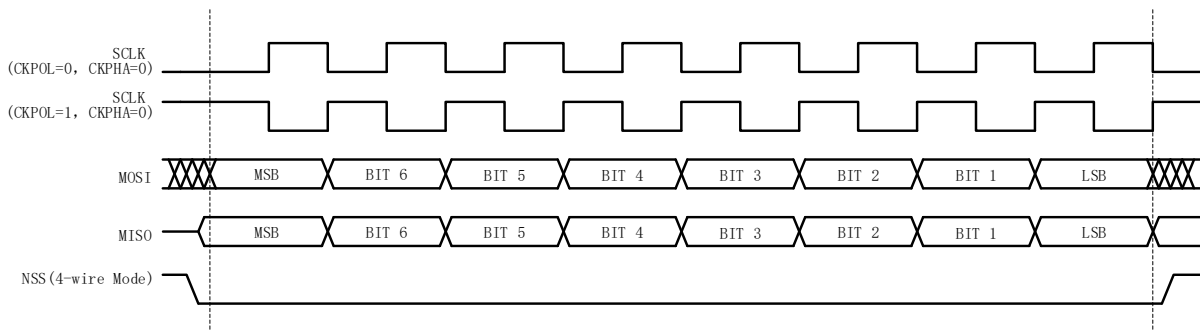 SCLK
(CKPOL=0, CKPHA=0)
SCLK
(CKPOL=1, CKPHA=0)
MOSI MSB BIT 6 BIT 5 BIT 4 BIT 3 BIT 2 BIT 1 LSB
MISO MSB BIT 6 BIT 5 BIT 4 BIT 3 BIT 2 BIT 1 LSB
NSS(4-wire Mode)